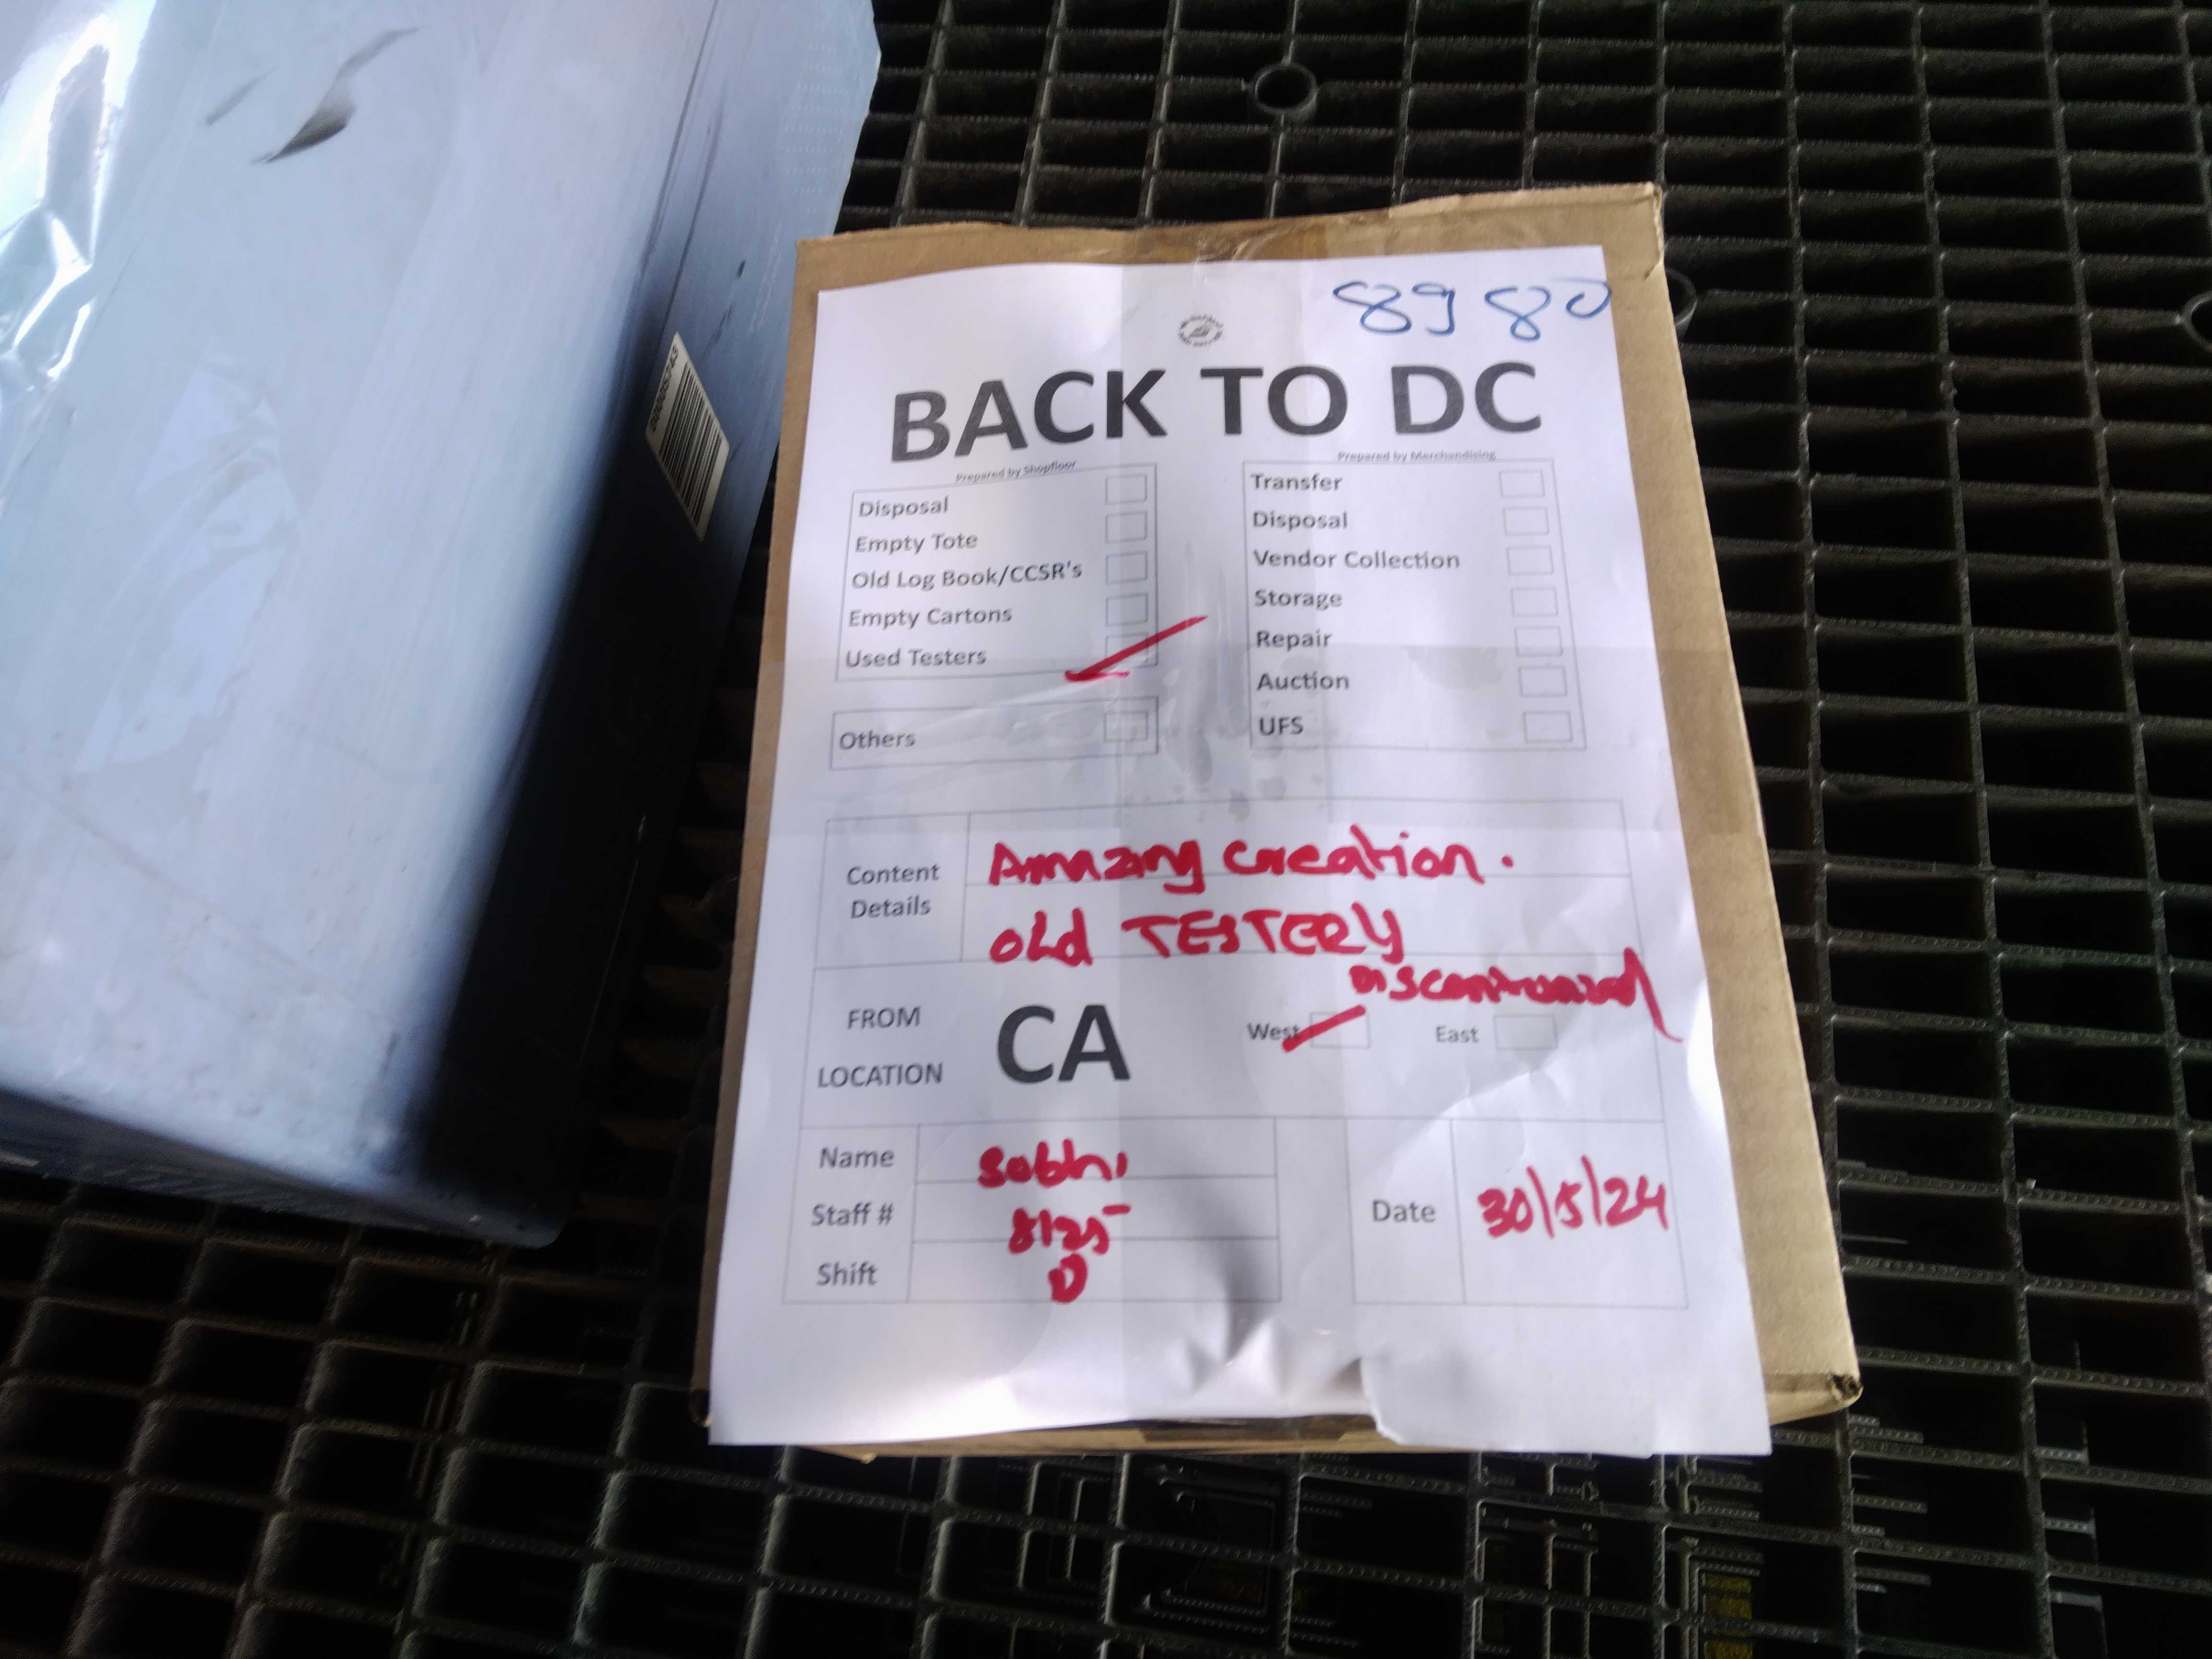 8980
BACK TO DC
Prepared by Shopfloor
Disposal
Empty Tote
Old Log Book/CCSR's
Empty Cartons
Used Testers
Others
Prepared by Merchandising
Transfer
Disposal
Vendor Collection
Storage
Repair
Auction
UFS
Content Details
Amazing Creation.
old TESTERS
Discontinued
FROM LOCATION
CA
West
East
Name
Sobhi
Staff #
8125
Shift
D
Date
30/5/24